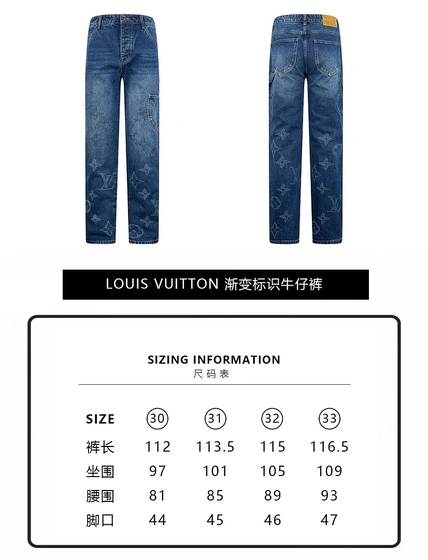 LOUIS VUITTON 渐变标识牛仔裤
SIZING INFORMATION
尺码表
SIZE 30 31 32 33
裤长 112 113.5 115 116.5
坐围 97 101 105 109
腰围 81 85 89 93
脚口 44 45 46 47